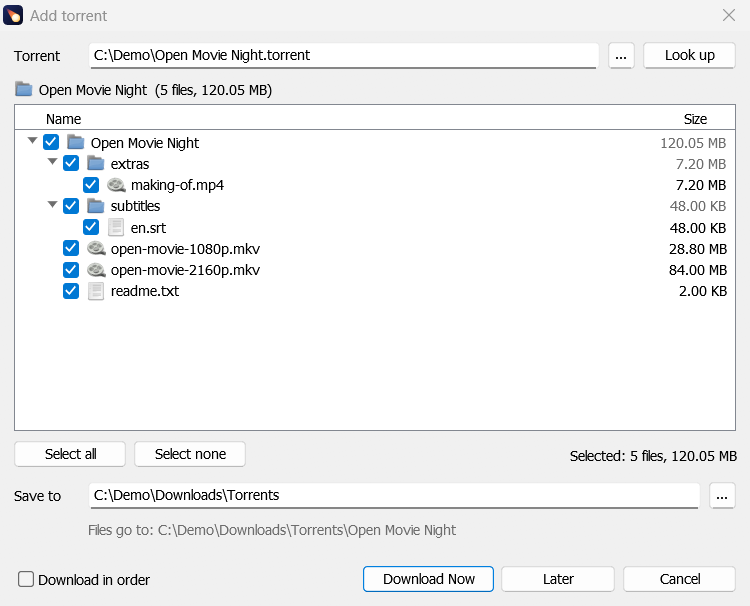 Add torrent
Torrent C:\Demo\Open Movie Night.torrent ... Look up
Open Movie Night (5 files, 120.05 MB)
Name Size
Open Movie Night 120.05 MB
extras 7.20 MB
making-of.mp4 7.20 MB
subtitles 48.00 KB
en.srt 48.00 KB
open-movie-1080p.mkv 28.80 MB
open-movie-2160p.mkv 84.00 MB
readme.txt 2.00 KB
Select all Select none Selected: 5 files, 120.05 MB
Save to C:\Demo\Downloads\Torrents ...
Files go to: C:\Demo\Downloads\Torrents\Open Movie Night
Download in order Download Now Later Cancel